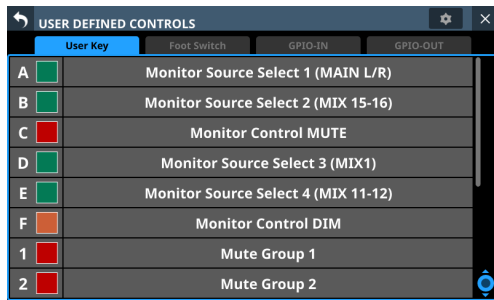 USER DEFINED CONTROLS
User Key Foot Switch GPIO-IN GPIO-OUT
A Monitor Source Select 1 (MAIN L/R)
B Monitor Source Select 2 (MIX 15-16)
C Monitor Control MUTE
D Monitor Source Select 3 (MIX1)
E Monitor Source Select 4 (MIX 11-12)
F Monitor Control DIM
1 Mute Group 1
2 Mute Group 2